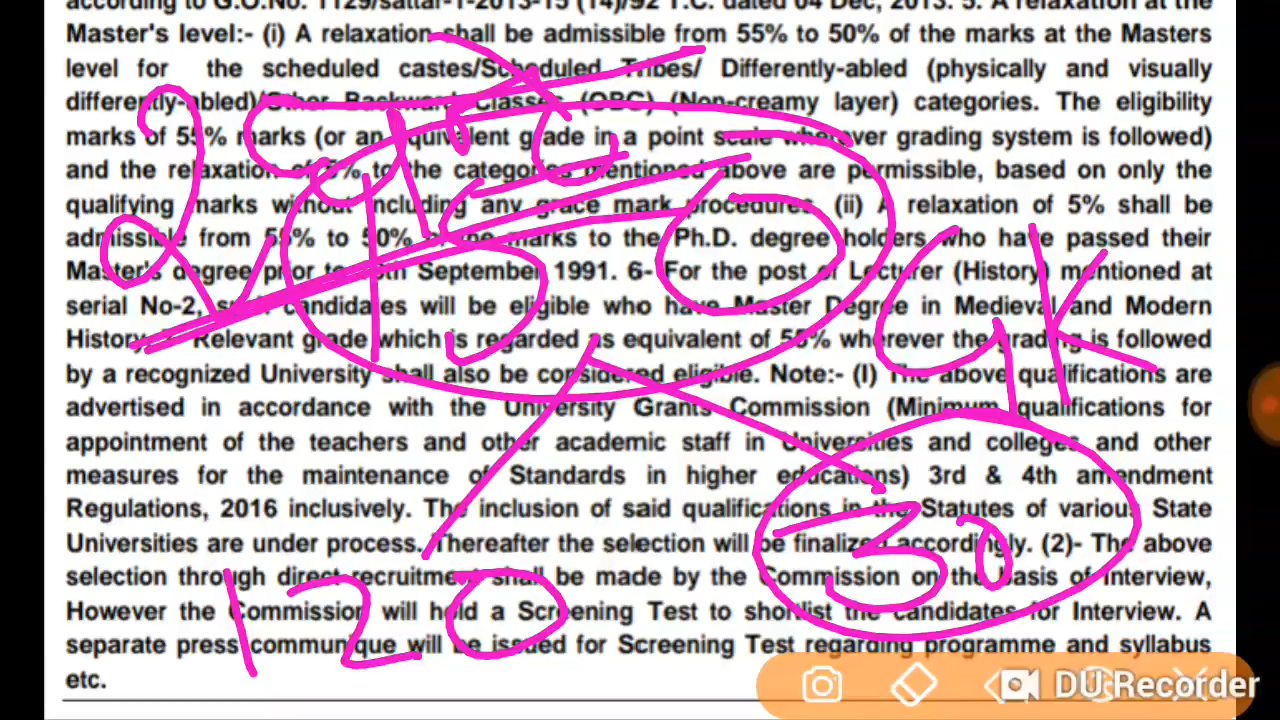 according to G.O.No. 1129/sattar-1-2013-15 (14)/92 T.C. dated 04 Dec, 2013. 5. A relaxation at the
Master's level:- (i) A relaxation shall be admissible from 55% to 50% of the marks at the Masters
level for the scheduled castes/Scheduled Tribes/ Differently-abled (physically and visually
differently-abled)/Other Backward Classes (OBC) (Non-creamy layer) categories. The eligibility
marks of 55% marks (or an equivalent grade in a point scale wherever grading system is followed)
and the relaxation of 5% to the categories mentioned above are permissible, based on only the
qualifying marks without including any grace mark procedures. (ii) A relaxation of 5% shall be
admissible from 55% to 50% of the marks to the Ph.D. degree holders who have passed their
Master's degree prior to September 1991. 6- For the post of Lecturer (History) mentioned at
serial No-2, such candidates will be eligible who have Master Degree in Medieval and Modern
History. Relevant grade which is regarded as equivalent of 55% wherever the grading is followed
by a recognized University shall also be considered eligible. Note:- (I) The above qualifications are
advertised in accordance with the University Grants Commission (Minimum qualifications for
appointment of the teachers and other academic staff in Universities and colleges and other
measures for the maintenance of Standards in higher educations) 3rd & 4th amendment
Regulations, 2016 inclusively. The inclusion of said qualifications in the Statutes of various State
Universities are under process. Thereafter the selection will be finalized accordingly. (2)- The above
selection through direct recruitment shall be made by the Commission on the basis of Interview,
However the Commission will hold a Screening Test to shortlist the candidates for Interview. A
separate press communique will be issued for Screening Test regarding programme and syllabus
etc.
150
GK
30
120
DU Recorder